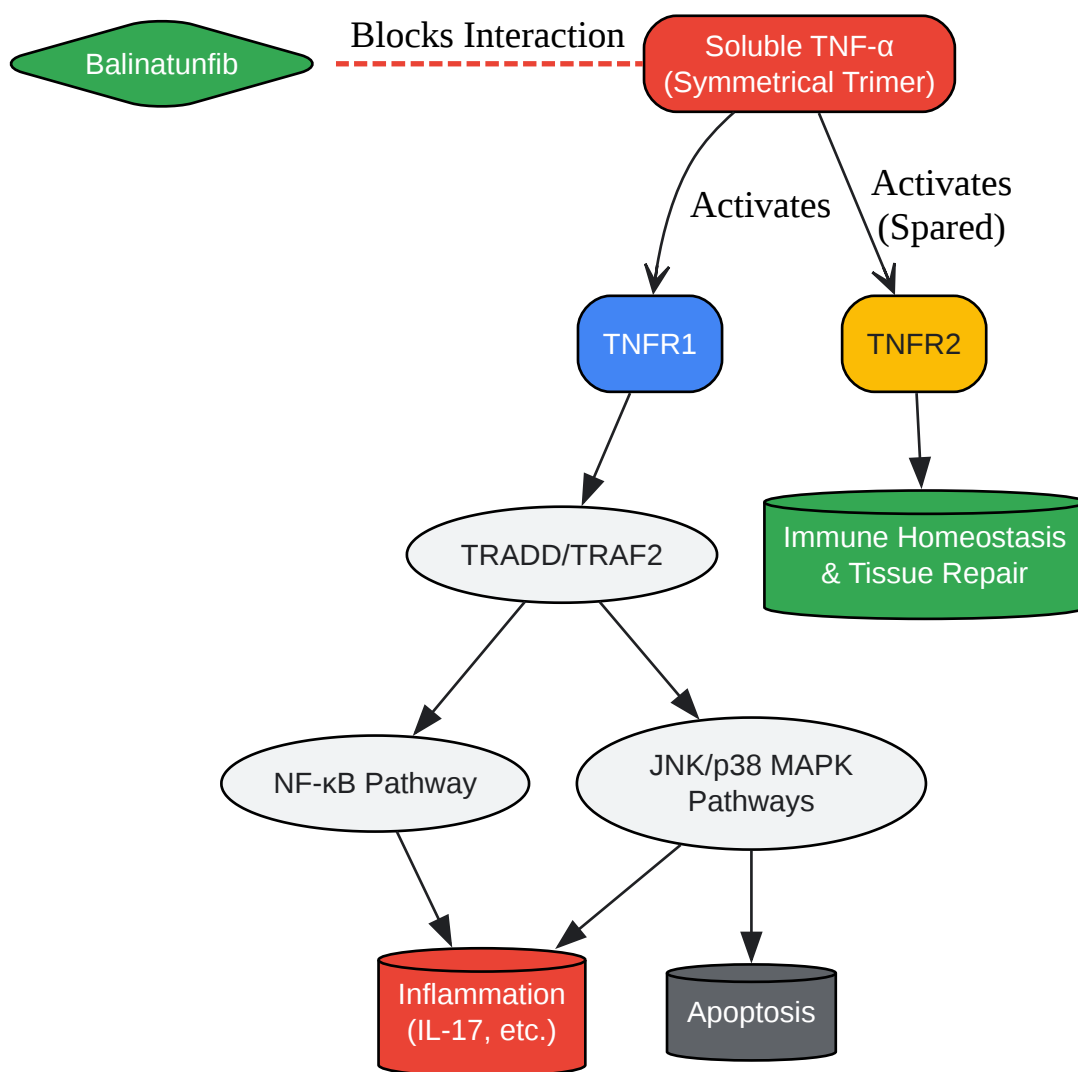 Balinatunfib
Blocks Interaction
Soluble TNF-α
(Symmetrical Trimer)
Activates
Activates
(Spared)
TNFR1
TNFR2
TRADD/TRAF2
Immune Homeostasis
& Tissue Repair
NF-κB Pathway
JNK/p38 MAPK
Pathways
Inflammation
(IL-17, etc.)
Apoptosis